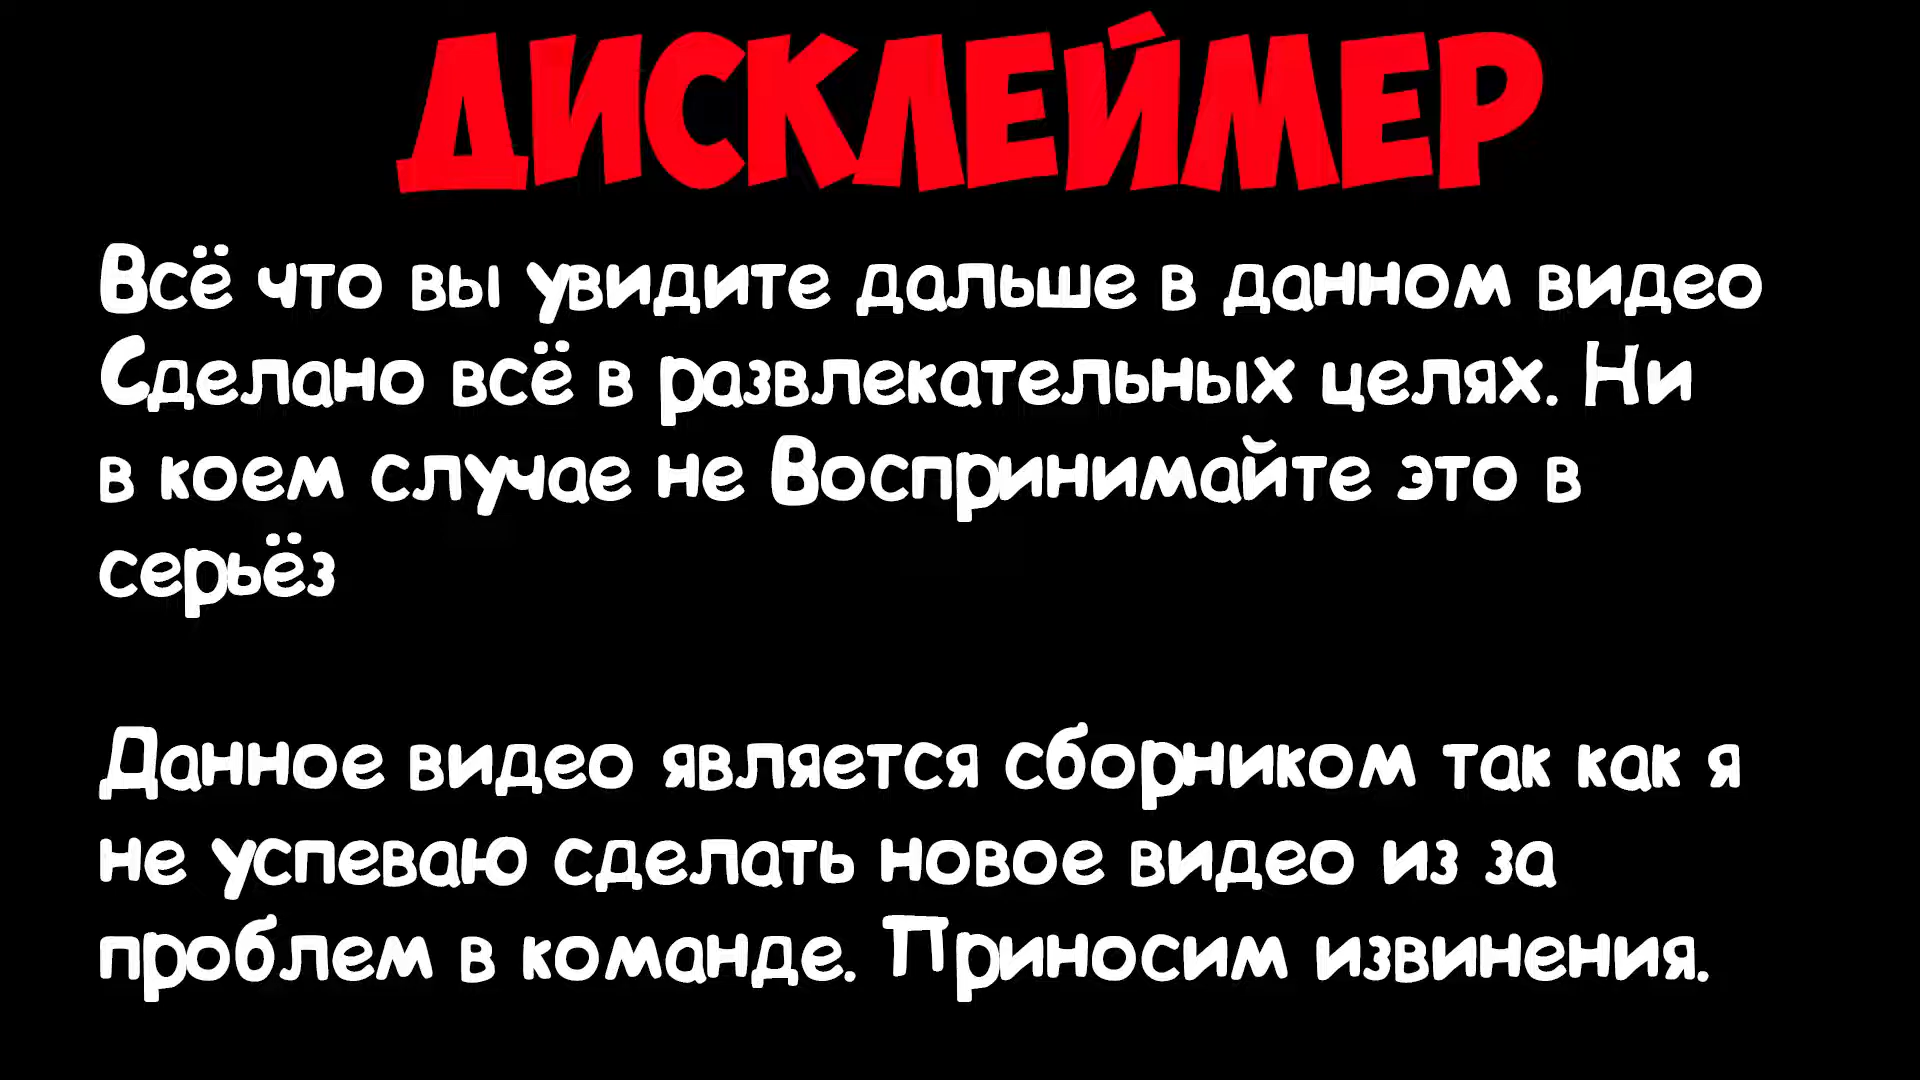 ДИСКЛЕЙМЕР
Всё что вы увидите дальше в данном видео
Сделано всё в развлекательных целях. Ни
в коем случае не Воспринимайте это в
серьёз
Данное видео является сборником так как я
не успеваю сделать новое видео из за
проблем в команде. Приносим извинения.